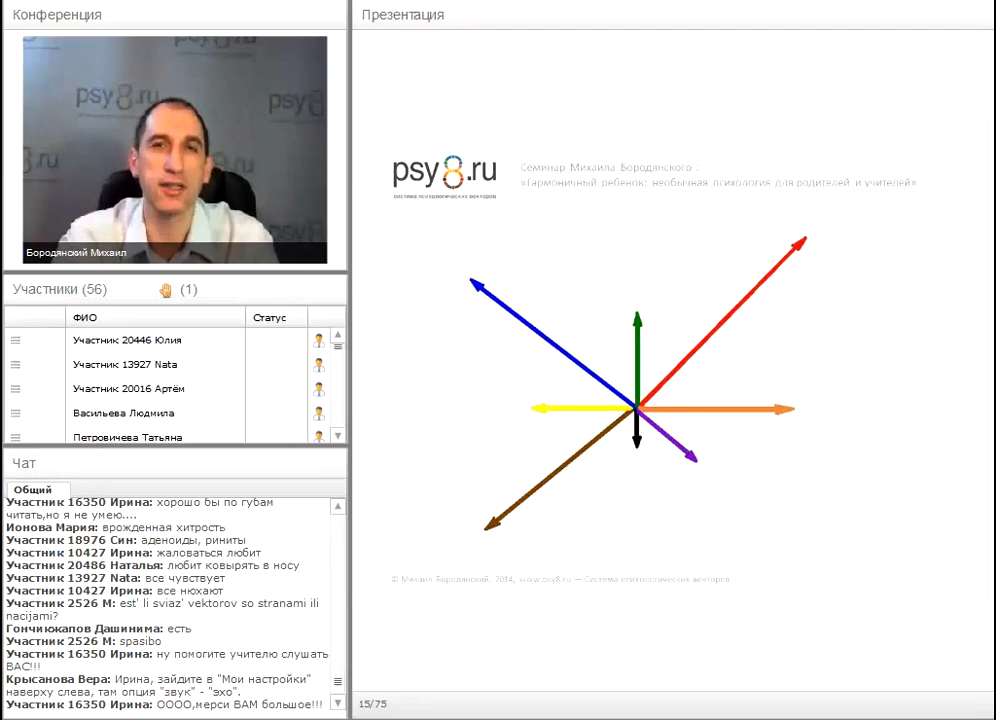 Конференция
psy8.ru
Бородянский Михаил
Участники (56) (1)
ФИО Статус
Участник 20446 Юлия
Участник 13927 Nata
Участник 20016 Артём
Васильева Людмила
Петровичева Татьяна
Чат
Общий
Участник 16350 Ирина: хорошо бы по губам
читать,но я не умею....
Ионова Мария: врожденная хитрость
Участник 18976 Син: аденоиды, риниты
Участник 10427 Ирина: жаловаться любит
Участник 20486 Наталья: любит ковырять в носу
Участник 13927 Nata: все чувствует
Участник 10427 Ирина: все нюхают
Участник 2526 M: est' li sviaz' vektorov so stranami ili
nacijami?
Гончиюжапов Дашинима: есть
Участник 2526 M: spasibo
Участник 16350 Ирина: ну помогите учителю слушать
ВАС!!!
Крысанова Вера: Ирина, зайдите в "Мои настройки"
наверху слева, там опция "звук" - "эхо".
Участник 16350 Ирина: ОООО,мерси ВАМ большое!!!
Презентация
psy8.ru
система психологических векторов
Семинар Михаила Бородянского :
«Гармоничный ребенок: необычная психология для родителей и учителей»
© Михаил Бородянский, 2014, www.psy8.ru — Система психологических векторов
15/75